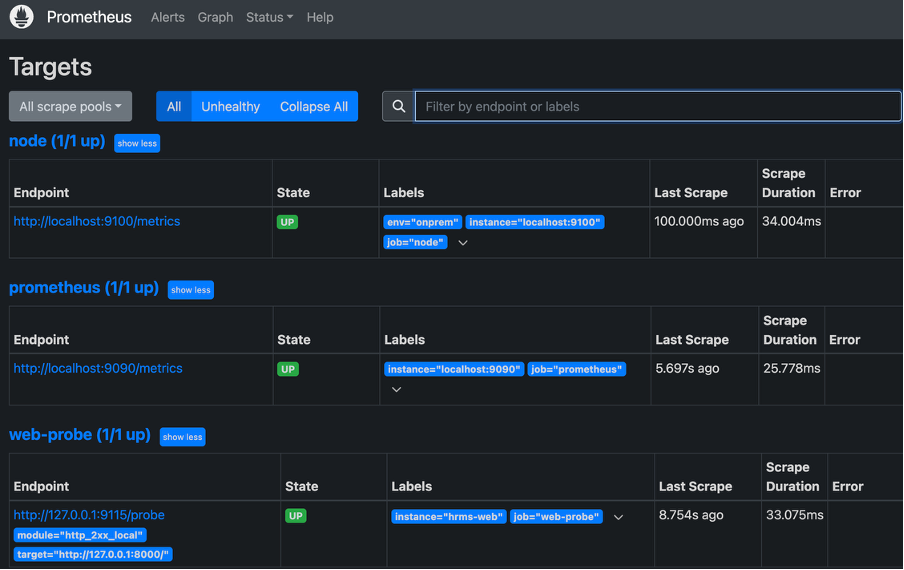 Prometheus Alerts Graph Status Help
Targets
All scrape pools All Unhealthy Collapse All Filter by endpoint or labels
node (1/1 up) show less
Endpoint State Labels Last Scrape Scrape Duration Error
http://localhost:9100/metrics UP env="onprem" instance="localhost:9100" 100.000ms ago 34.004ms
job="node"
prometheus (1/1 up) show less
Endpoint State Labels Last Scrape Scrape Duration Error
http://localhost:9090/metrics UP instance="localhost:9090" job="prometheus" 5.697s ago 25.778ms
web-probe (1/1 up) show less
Endpoint State Labels Last Scrape Scrape Duration Error
http://127.0.0.1:9115/probe UP instance="hrms-web" job="web-probe" 8.754s ago 33.075ms
module="http_2xx_local"
target="http://127.0.0.1:8000/"